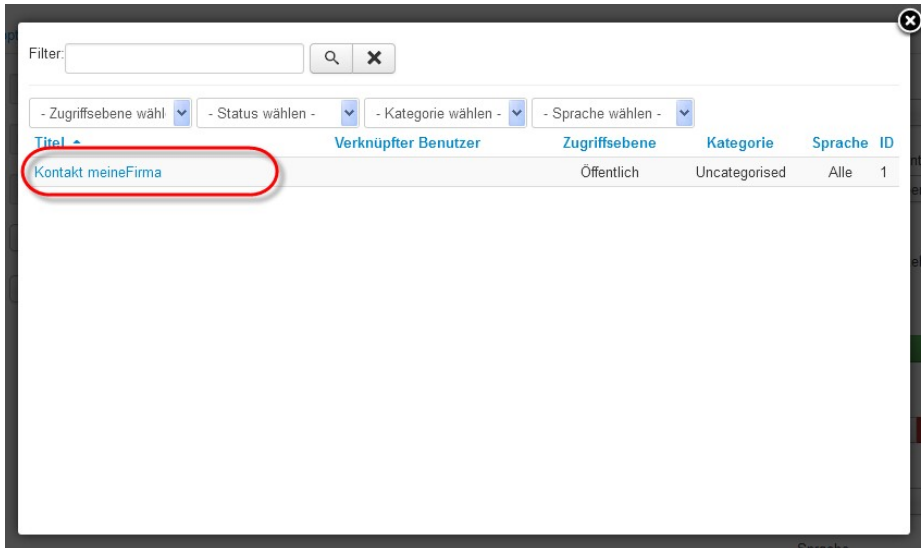 Filter:
- Zugriffsebene wähl - Status wählen - - Kategorie wählen - - Sprache wählen -
Titel Verknüpfter Benutzer Zugriffsebene Kategorie Sprache ID
Kontakt meineFirma Öffentlich Uncategorised Alle 1